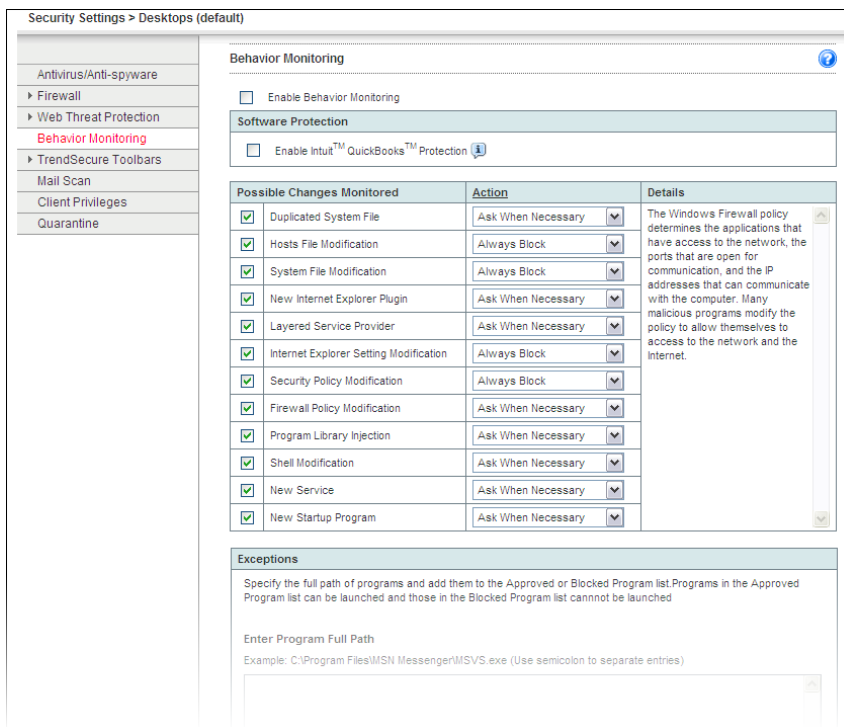 Security Settings > Desktops (default)
Antivirus/Anti-spyware
Firewall
Web Threat Protection
Behavior Monitoring
TrendSecure Toolbars
Mail Scan
Client Privileges
Quarantine
Behavior Monitoring
?
Enable Behavior Monitoring
Software Protection
Enable Intuit™ QuickBooks™ Protection i
Possible Changes Monitored Action Details
Duplicated System File Ask When Necessary
Hosts File Modification Always Block
System File Modification Always Block
New Internet Explorer Plugin Ask When Necessary
Layered Service Provider Ask When Necessary
Internet Explorer Setting Modification Always Block
Security Policy Modification Always Block
Firewall Policy Modification Ask When Necessary
Program Library Injection Ask When Necessary
Shell Modification Ask When Necessary
New Service Ask When Necessary
New Startup Program Ask When Necessary
The Windows Firewall policy
determines the applications that
have access to the network, the
ports that are open for
communication, and the IP
addresses that can communicate
with the computer. Many
malicious programs modify the
policy to allow themselves to
access to the network and the
Internet.
Exceptions
Specify the full path of programs and add them to the Approved or Blocked Program list.Programs in the Approved
Program list can be launched and those in the Blocked Program list cannnot be launched
Enter Program Full Path
Example: C:\Program Files\MSN Messenger\MSVS.exe (Use semicolon to separate entries)